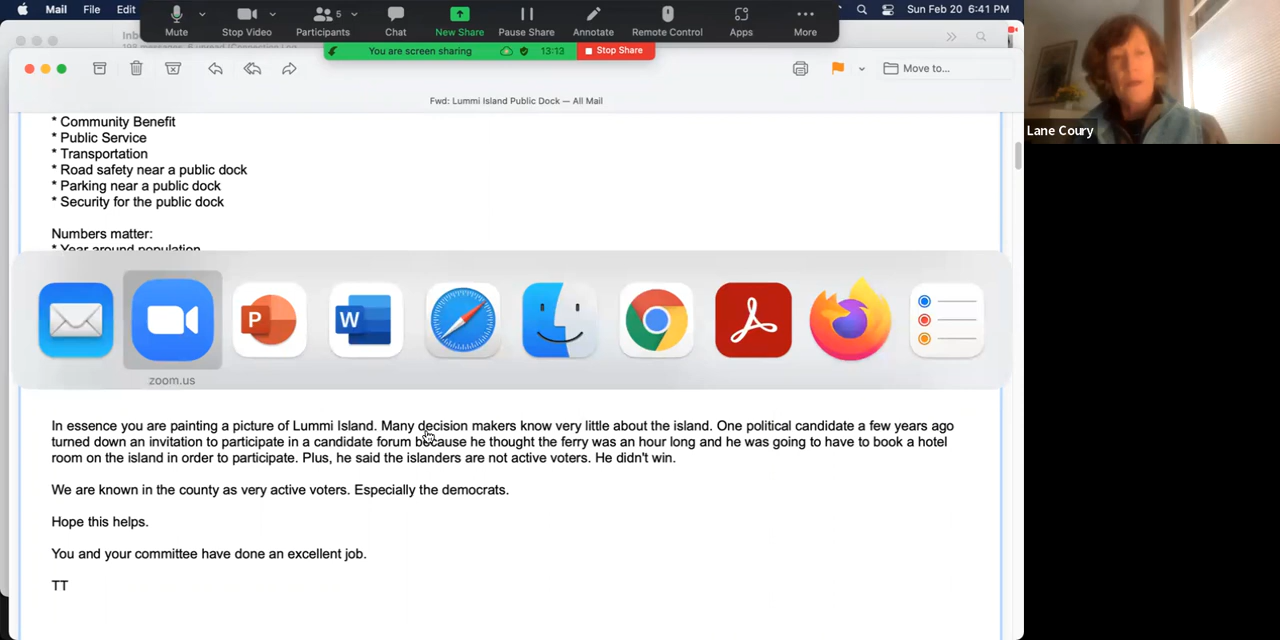 Mail File Edit
Sun Feb 20 6:41 PM
Mute Stop Video Participants 5 Chat New Share Pause Share Annotate Remote Control Apps More
You are screen sharing 13:13 Stop Share
Move to...
Fwd: Lummi Island Public Dock — All Mail
* Community Benefit
* Public Service
* Transportation
* Road safety near a public dock
* Parking near a public dock
* Security for the public dock
Numbers matter:
* Year around population
P
W
zoom.us
In essence you are painting a picture of Lummi Island. Many decision makers know very little about the island. One political candidate a few years ago
turned down an invitation to participate in a candidate forum because he thought the ferry was an hour long and he was going to have to book a hotel
room on the island in order to participate. Plus, he said the islanders are not active voters. He didn't win.
We are known in the county as very active voters. Especially the democrats.
Hope this helps.
You and your committee have done an excellent job.
TT
Lane Coury